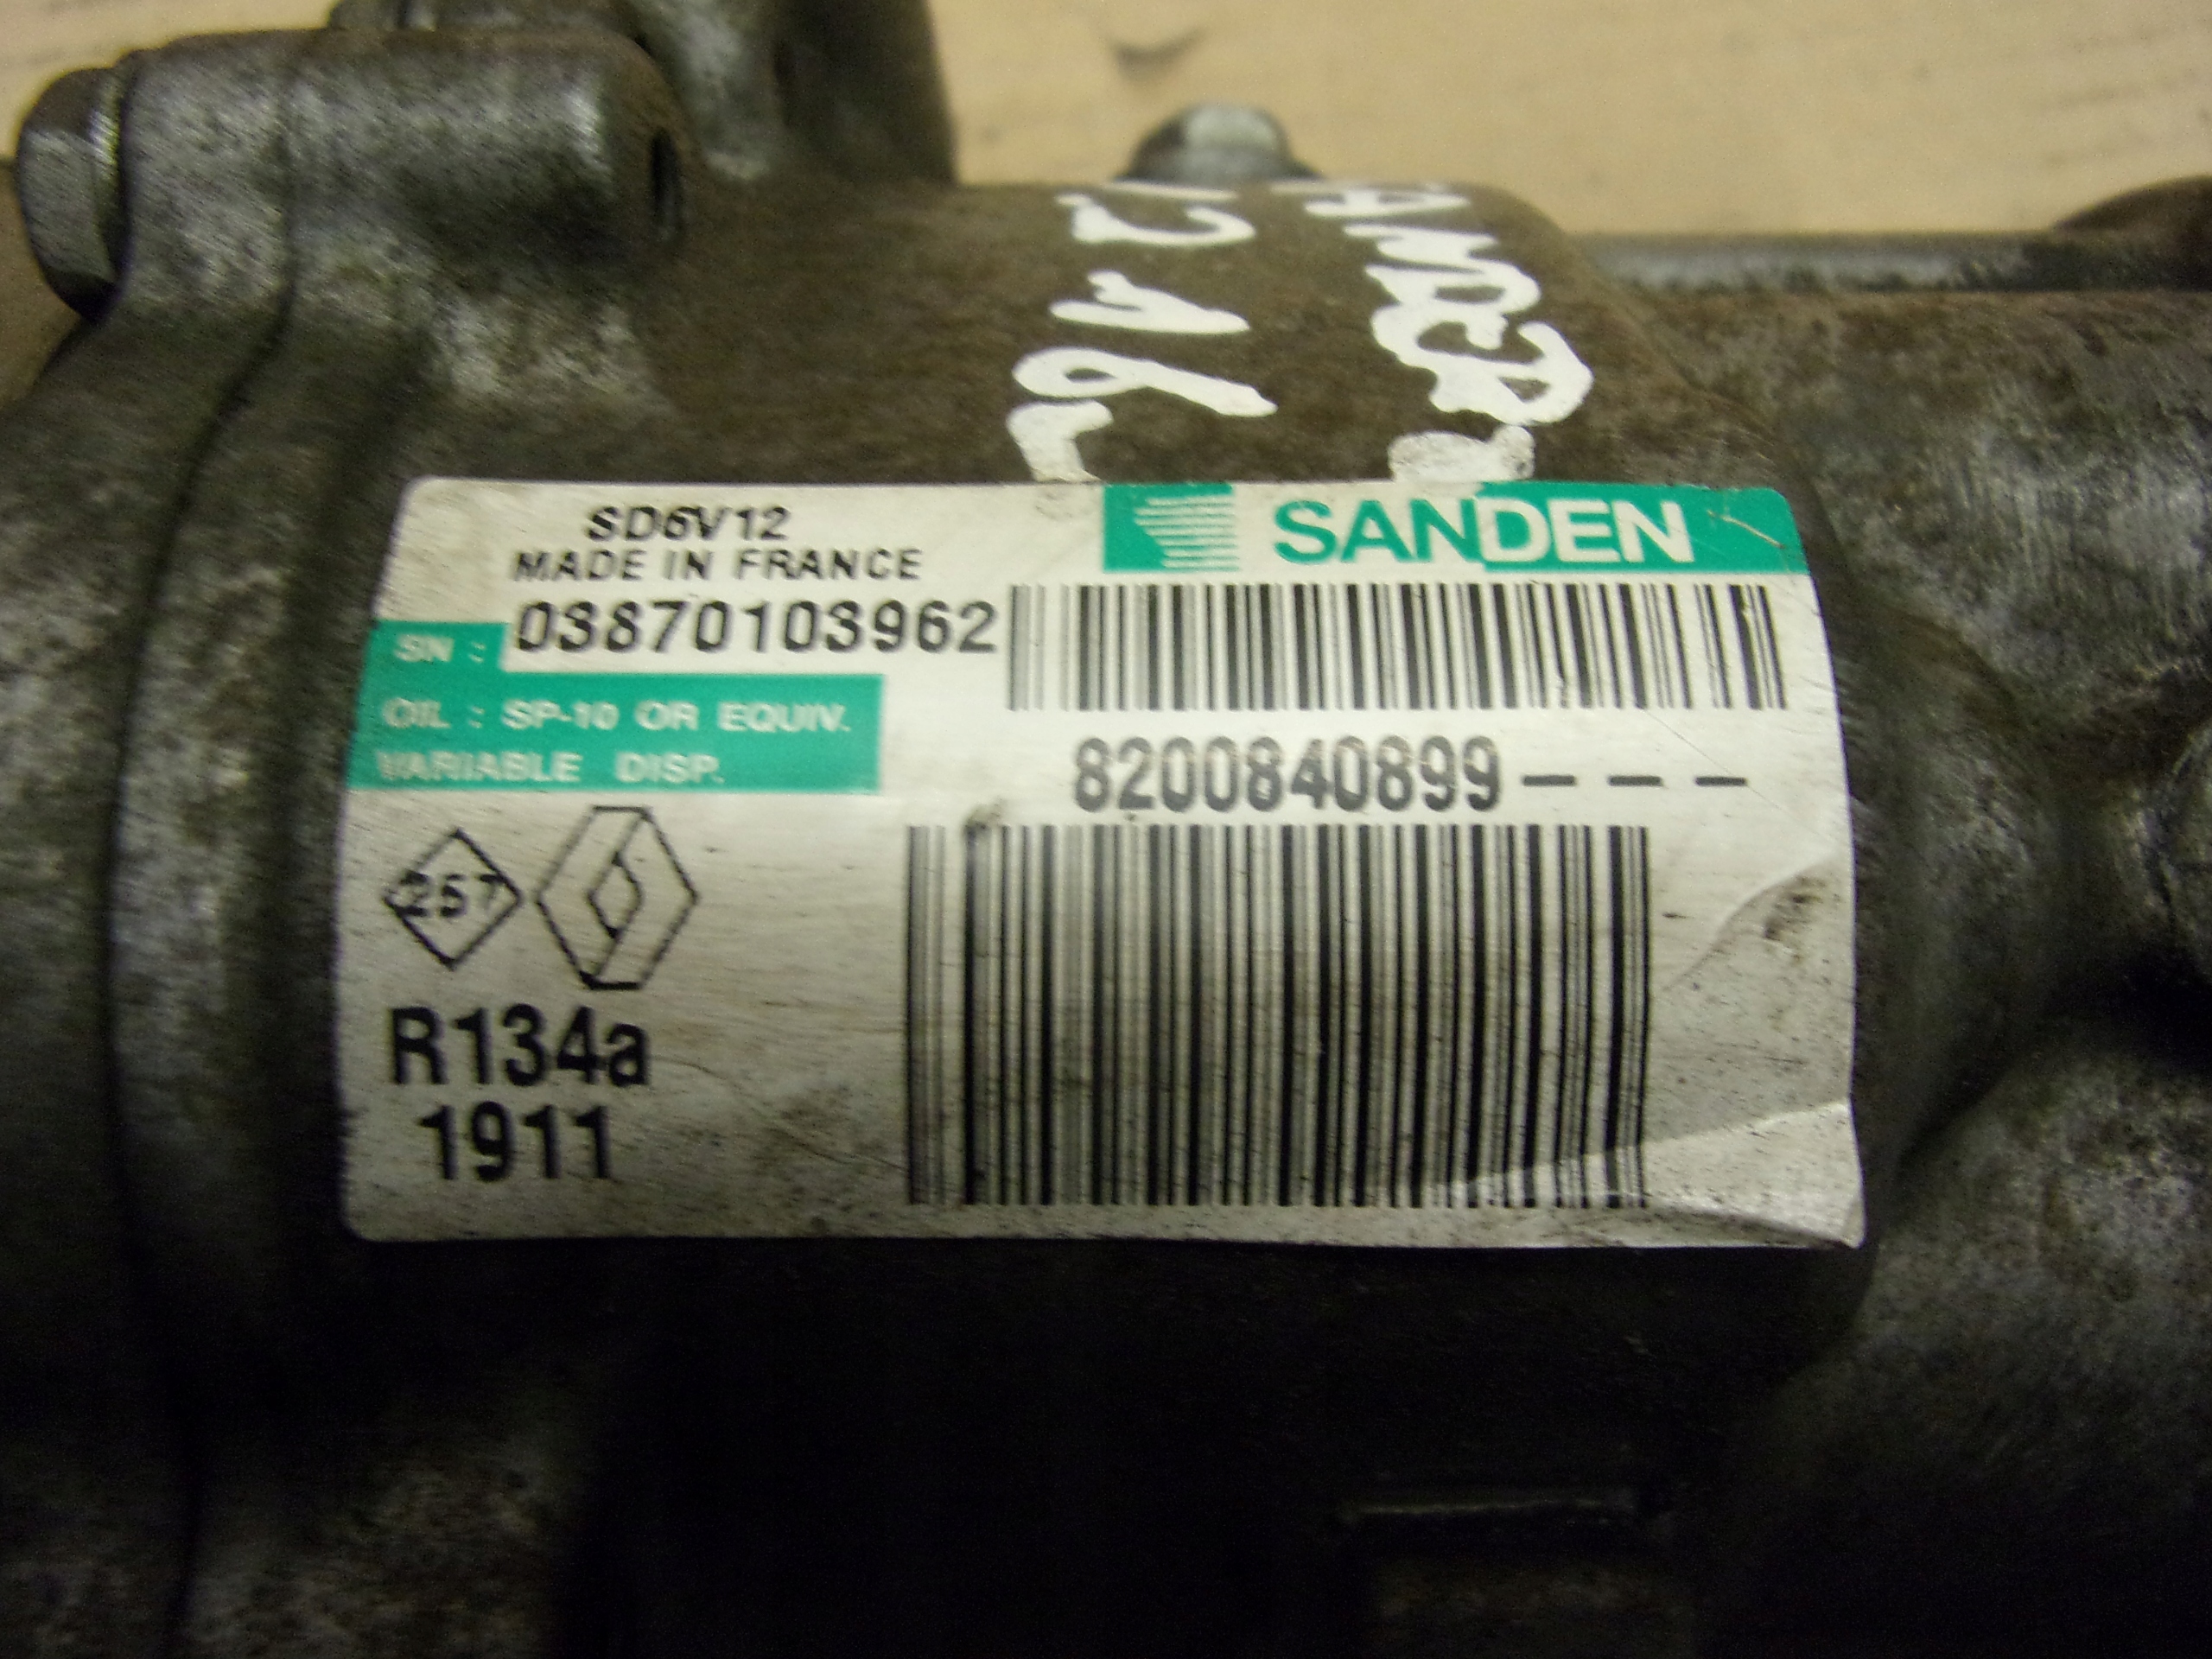 SD6V12
SANDEN
MADE IN FRANCE
SN : 03870103962
OIL : SP-10 OR EQUIV.
VARIABLE DISP.
8200840899---
257
R134a
1911